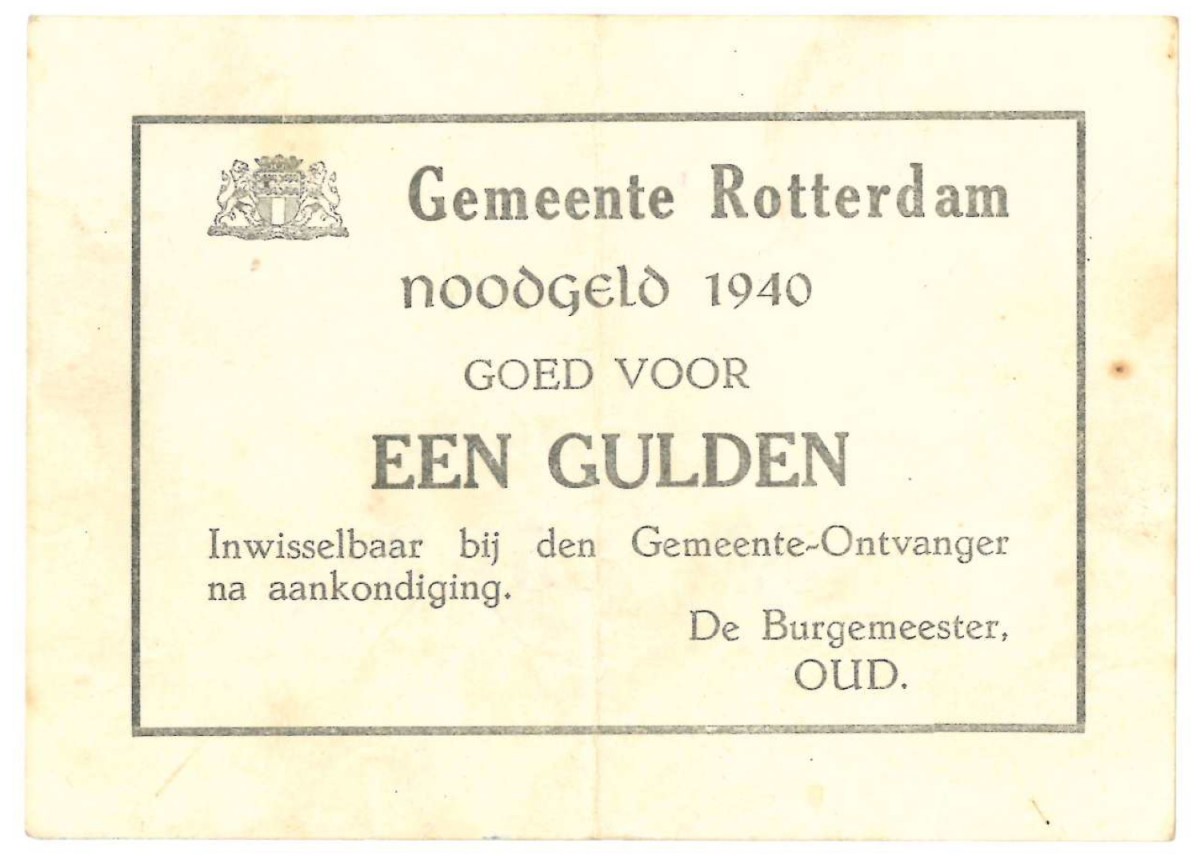 Gemeente Rotterdam
noodgeld 1940
GOED VOOR
EEN GULDEN
Inwisselbaar bij den Gemeente-Ontvanger
na aankondiging.
De Burgemeester,
OUD.